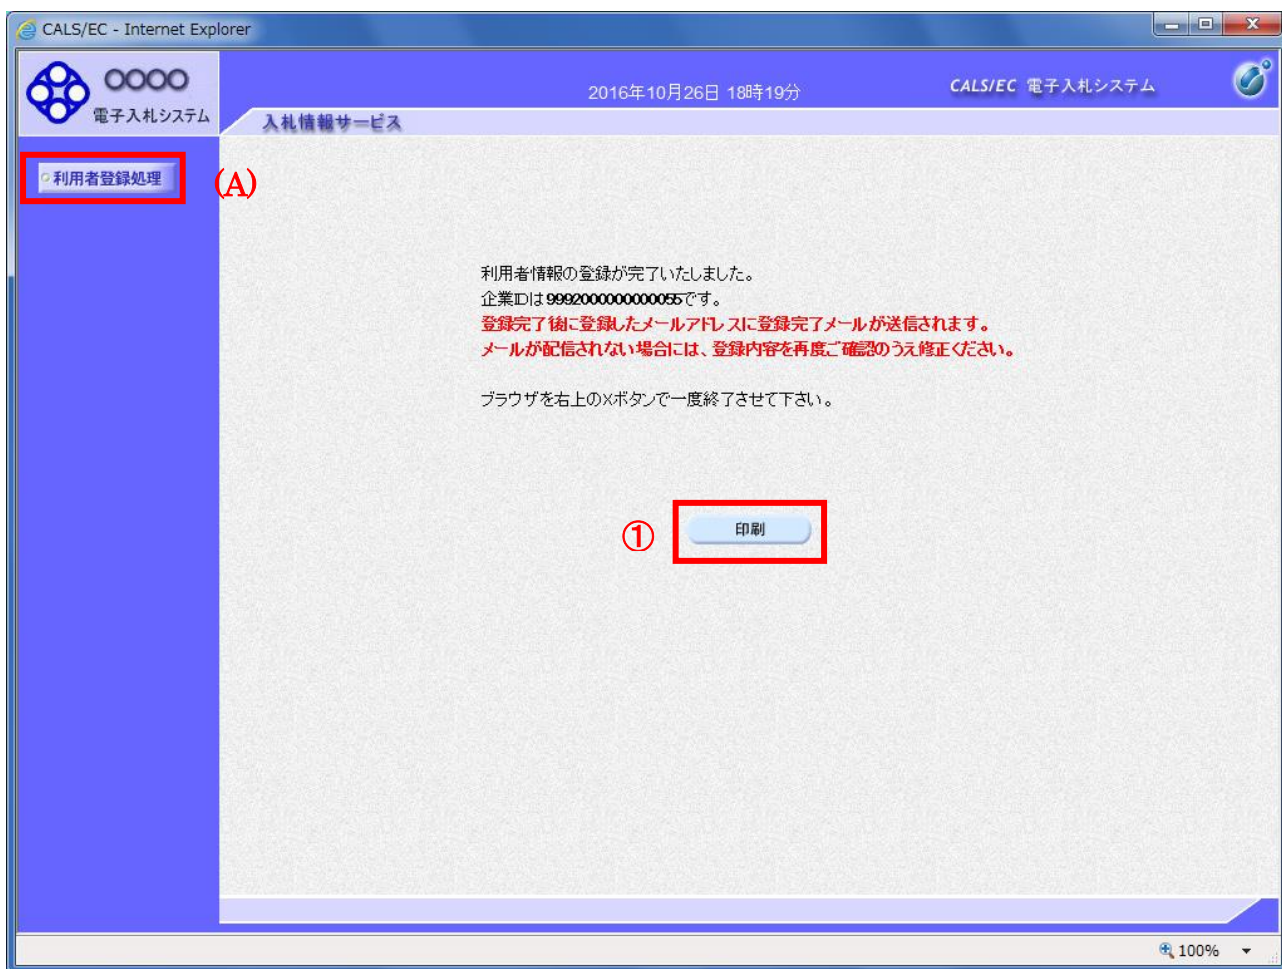 CALS/EC - Internet Explorer
○○○○
電子入札システム
2016年10月26日 18時19分
CALS/EC 電子入札システム
入札情報サービス
利用者登録処理
(A)
利用者情報の登録が完了いたしました。
企業IDは9992000000000055です。
登録完了後に登録したメールアドレスに登録完了メールが送信されます。
メールが配信されない場合には、登録内容を再度ご確認のうえ修正ください。
ブラウザを右上の×ボタンで一度終了させて下さい。
①
印刷
100%